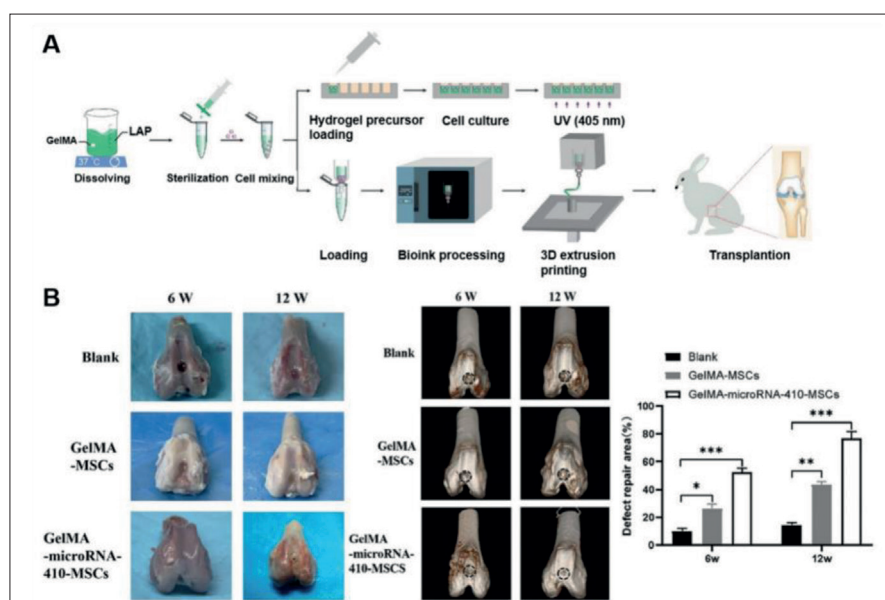 A
GelMA
LAP
37 C
Dissolving
Sterilization
Cell mixing
Hydrogel precursor
loading
Cell culture
UV (405 nm)
Loading
Bioink processing
3D extrusion
printing
Transplantion
B
6 W
12 W
Blank
GelMA
-MSCs
GelMA
-microRNA-
410-MSCs
6 W
12 W
Blank
GelMA
-MSCs
GelMA
-microRNA-
410-MSCS
Blank
GelMA-MSCs
GelMA-microRNA-410-MSCs
Defect repair area(%)
100
80
60
40
20
0
*
***
**
***
6w
12w